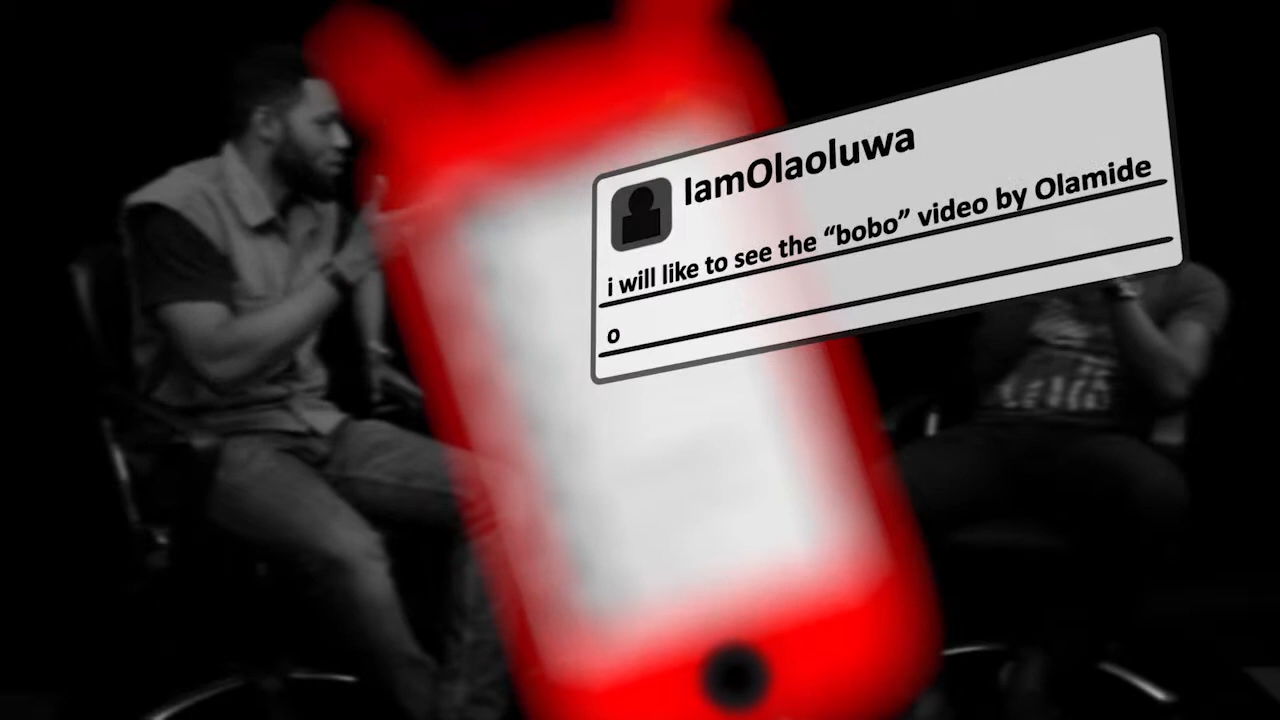 IamOlaoluwa
i will like to see the “bobo” video by Olamide
o